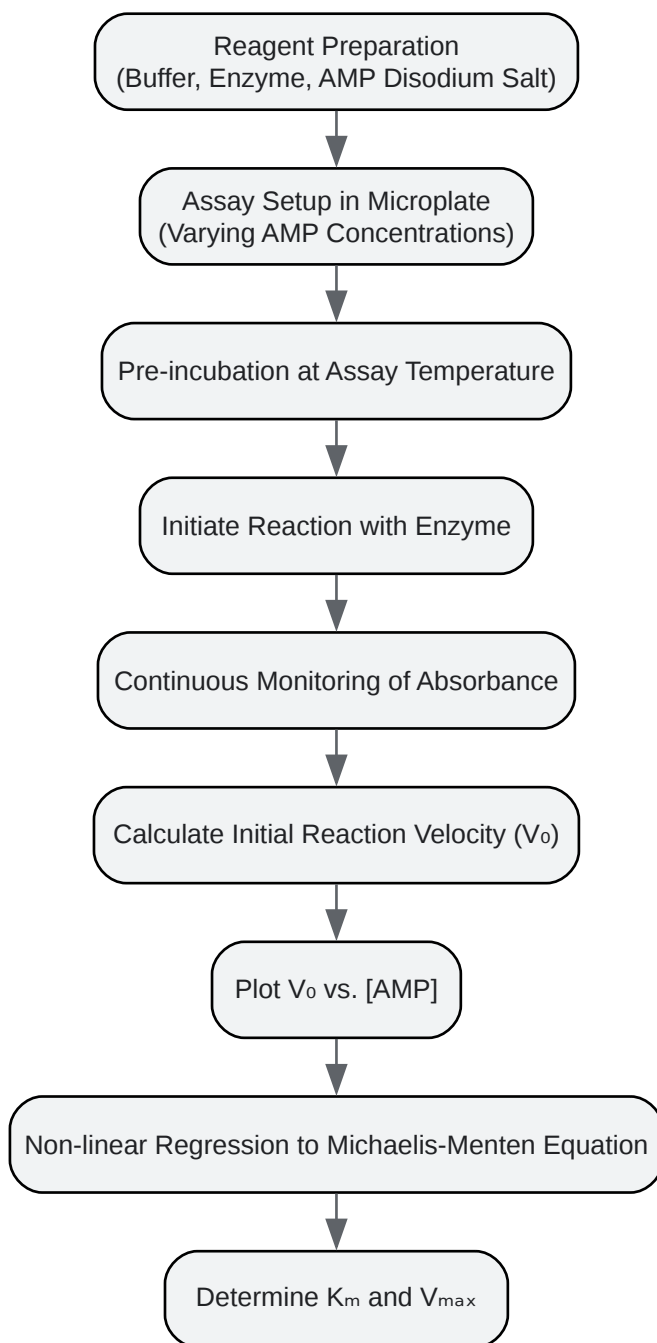 Reagent Preparation
(Buffer, Enzyme, AMP Disodium Salt)
Assay Setup in Microplate
(Varying AMP Concentrations)
Pre-incubation at Assay Temperature
Initiate Reaction with Enzyme
Continuous Monitoring of Absorbance
Calculate Initial Reaction Velocity (V₀)
Plot V₀ vs. [AMP]
Non-linear Regression to Michaelis-Menten Equation
Determine Kₘ and Vₘₐₓ